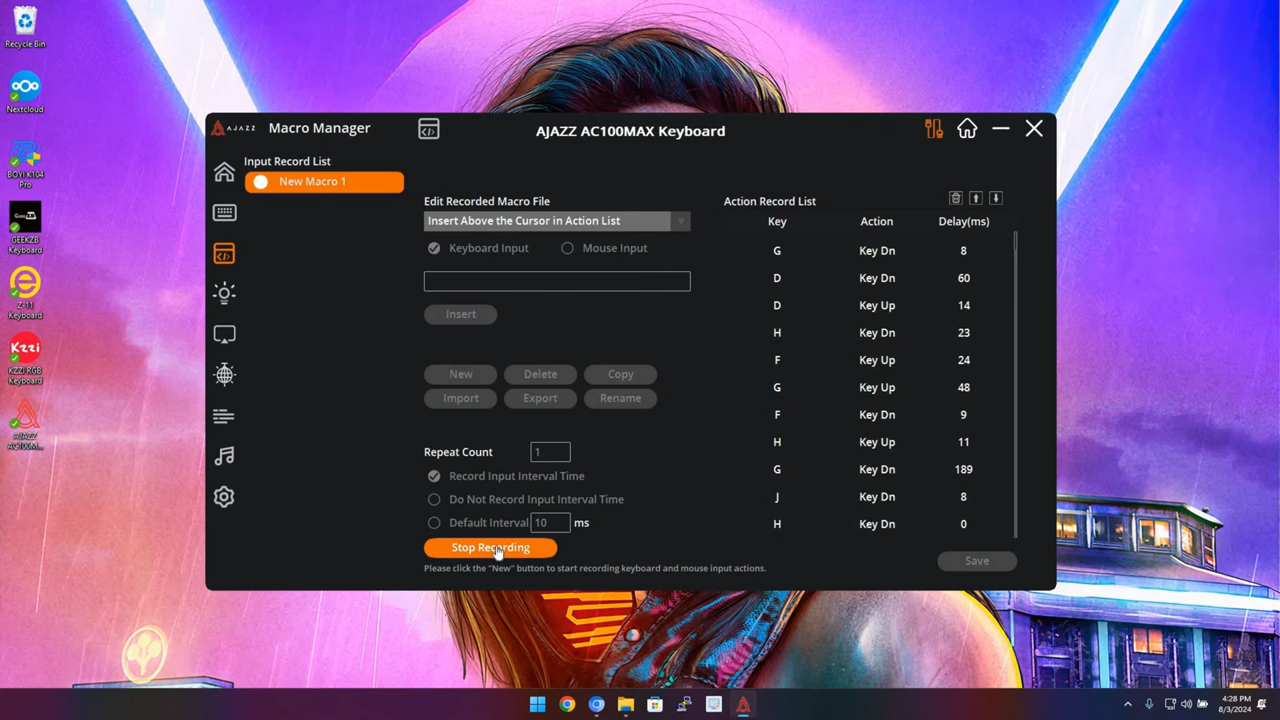 Recycle Bin
Nextcloud
BOYI K104
Pro
GEEKZB
Keyboard
Z-11
Keyboard
Kzzi
KZZI RGB
Keyboard
AJAZZ
AC100M...
AJAZZ
Macro Manager
AJAZZ AC100MAX Keyboard
Input Record List
New Macro 1
Edit Recorded Macro File
Insert Above the Cursor in Action List
Keyboard Input
Mouse Input
Insert
New
Delete
Copy
Import
Export
Rename
Repeat Count
1
Record Input Interval Time
Do Not Record Input Interval Time
Default Interval 10 ms
Stop Recording
Please click the "New" button to start recording keyboard and mouse input actions.
Action Record List
Key Action Delay(ms)
G Key Dn 8
D Key Dn 60
D Key Up 14
H Key Dn 23
F Key Up 24
G Key Up 48
F Key Dn 9
H Key Up 11
G Key Dn 189
J Key Dn 8
H Key Dn 0
Save
4:28 PM
8/3/2024